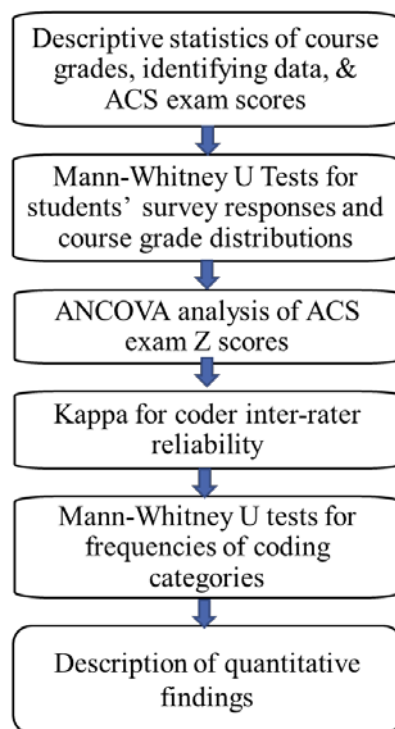 Descriptive statistics of course
grades, identifying data, &
ACS exam scores
Mann-Whitney U Tests for
students’ survey responses and
course grade distributions
ANCOVA analysis of ACS
exam Z scores
Kappa for coder inter-rater
reliability
Mann-Whitney U tests for
frequencies of coding
categories
Description of quantitative
findings